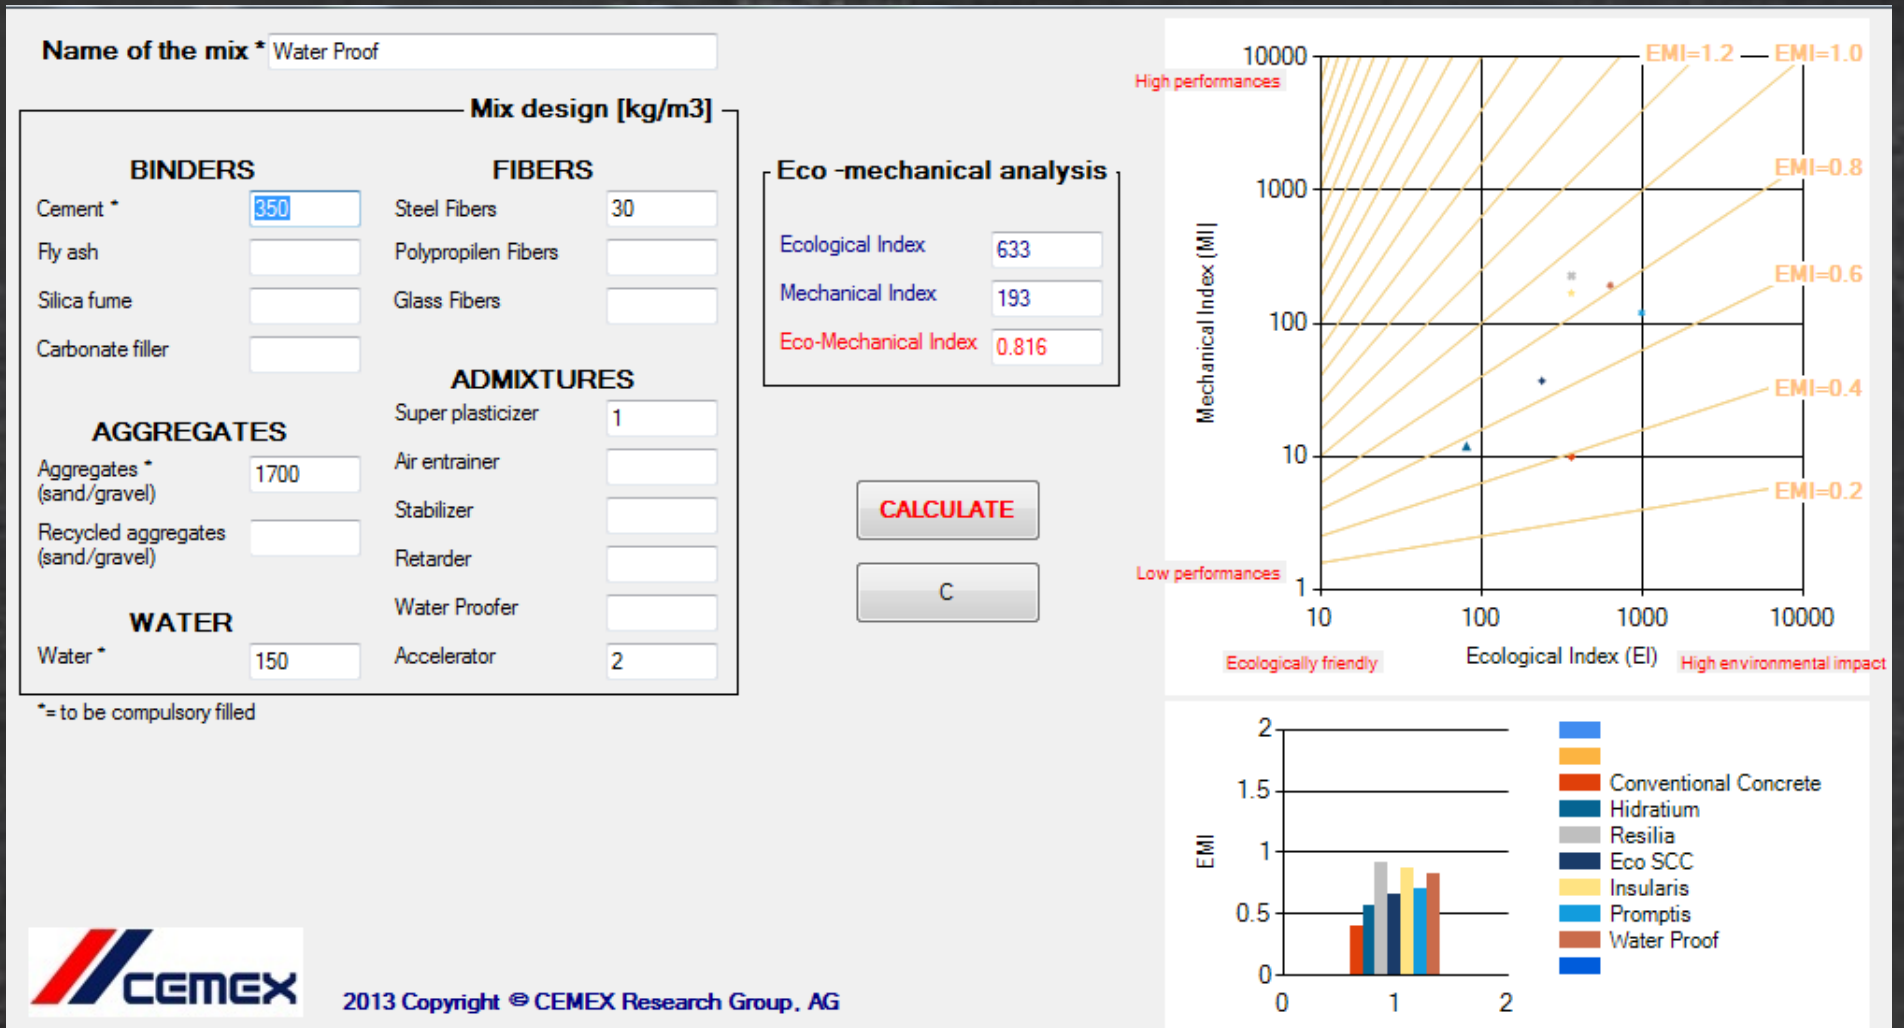 Name of the mix * Water Proof
Mix design [kg/m3]
BINDERS
Cement * 350
Fly ash
Silica fume
Carbonate filler
AGGREGATES
Aggregates * 1700
(sand/gravel)
Recycled aggregates
(sand/gravel)
WATER
Water * 150
FIBERS
Steel Fibers 30
Polypropilen Fibers
Glass Fibers
ADMIXTURES
Super plasticizer 1
Air entrainer
Stabilizer
Retarder
Water Proofer
Accelerator 2
*= to be compulsory filled
Eco -mechanical analysis
Ecological Index 633
Mechanical Index 193
Eco-Mechanical Index 0.816
CALCULATE
C
CEMEX
2013 Copyright © CEMEX Research Group, AG
High performances
Low performances
Mechanical Index (MI)
10000
1000
100
10
1
EMI=1.2
EMI=1.0
EMI=0.8
EMI=0.6
EMI=0.4
EMI=0.2
10 100 1000 10000
Ecologically friendly
Ecological Index (EI)
High environmental impact
EMI
2
1.5
1
0.5
0
0 1 2
Conventional Concrete
Hidratium
Resilia
Eco SCC
Insularis
Promptis
Water Proof